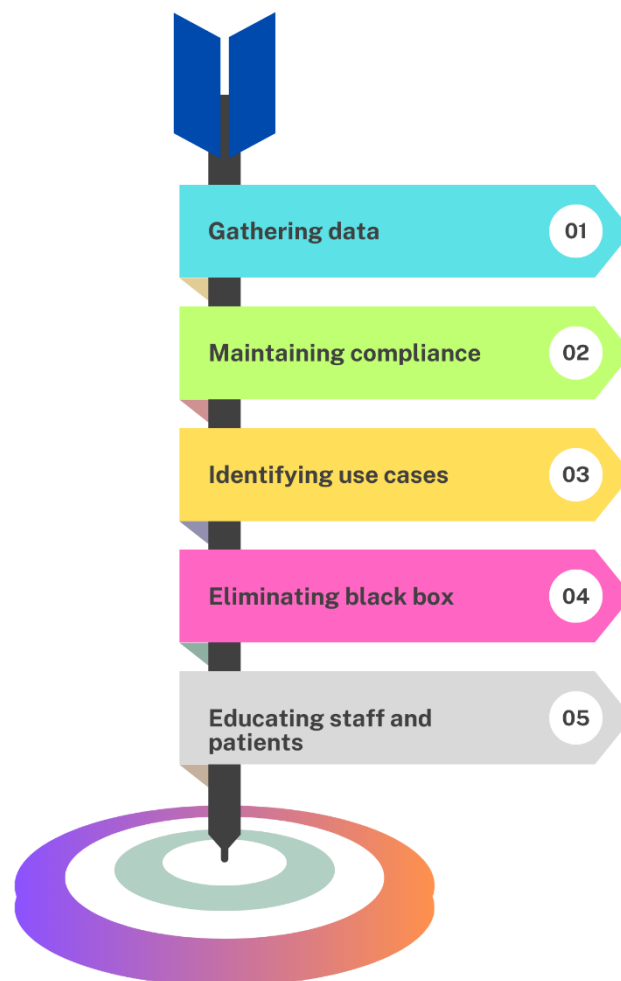 Gathering data 01
Maintaining compliance 02
Identifying use cases 03
Eliminating black box 04
Educating staff and 05
patients